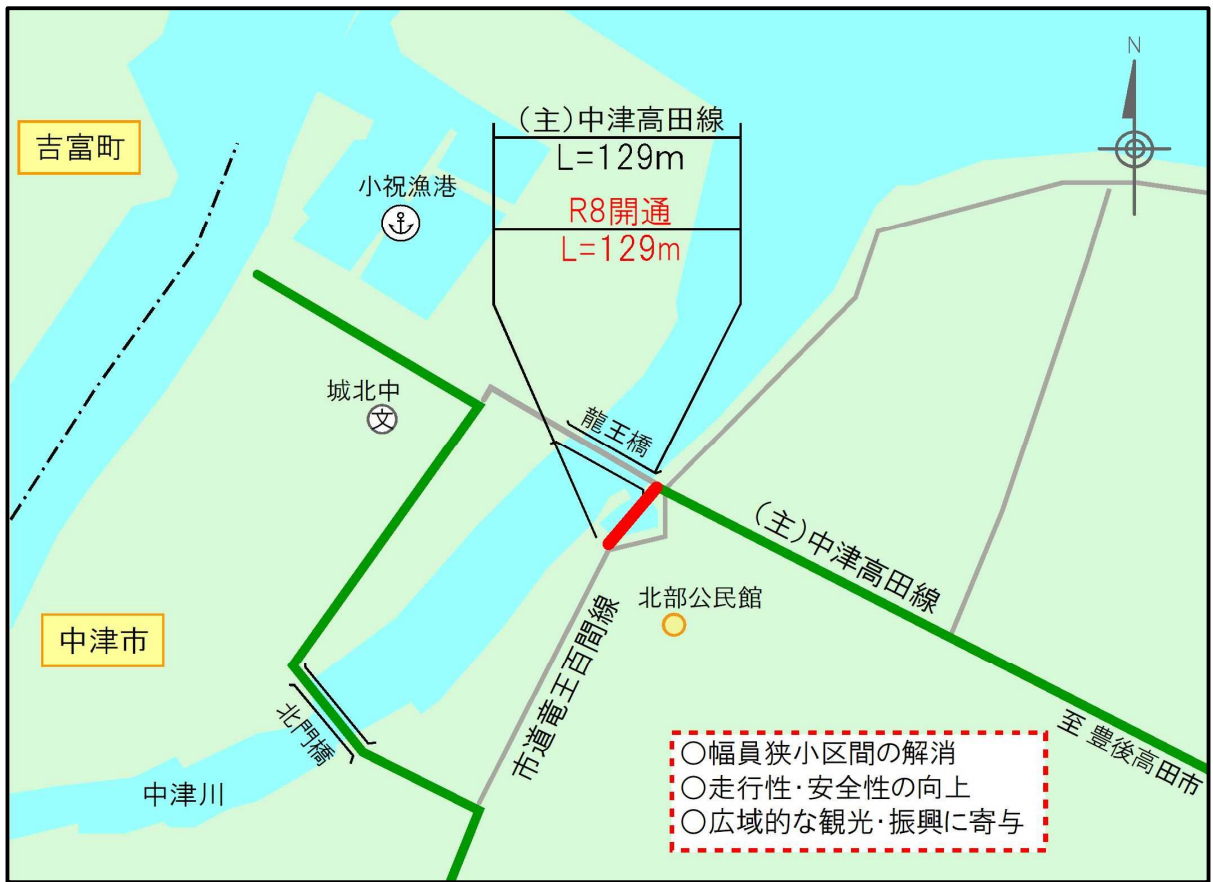 N
(主)中津高田線
L=129m
R8開通
L=129m
吉富町
小祝漁港
城北中
文
龍王橋
(主)中津高田線
北部公民館
中津市
市道竜王百間線
北門橋
至 豊後高田市
中津川
○幅員狭小区間の解消
○走行性・安全性の向上
○広域的な観光・振興に寄与